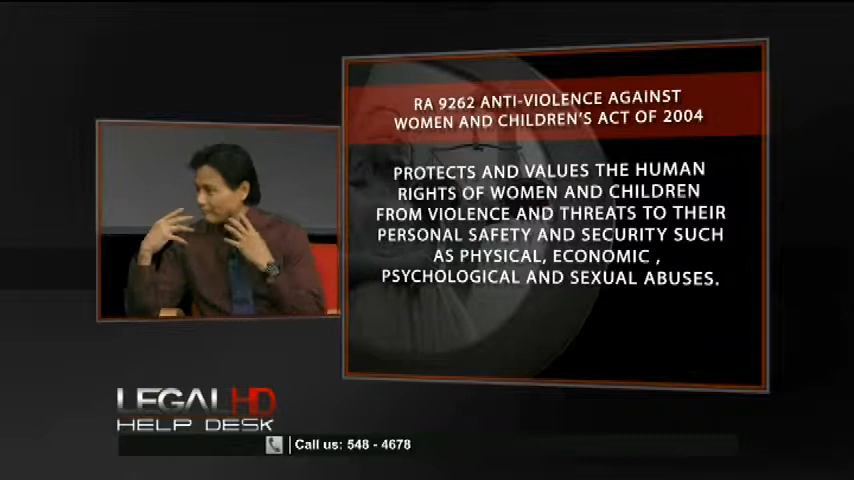 RA 9262 ANTI-VIOLENCE AGAINST
WOMEN AND CHILDREN'S ACT OF 2004
PROTECTS AND VALUES THE HUMAN
RIGHTS OF WOMEN AND CHILDREN
FROM VIOLENCE AND THREATS TO THEIR
PERSONAL SAFETY AND SECURITY SUCH
AS PHYSICAL, ECONOMIC ,
PSYCHOLOGICAL AND SEXUAL ABUSES.
LEGALHD
HELP DESK
Call us: 548 - 4678